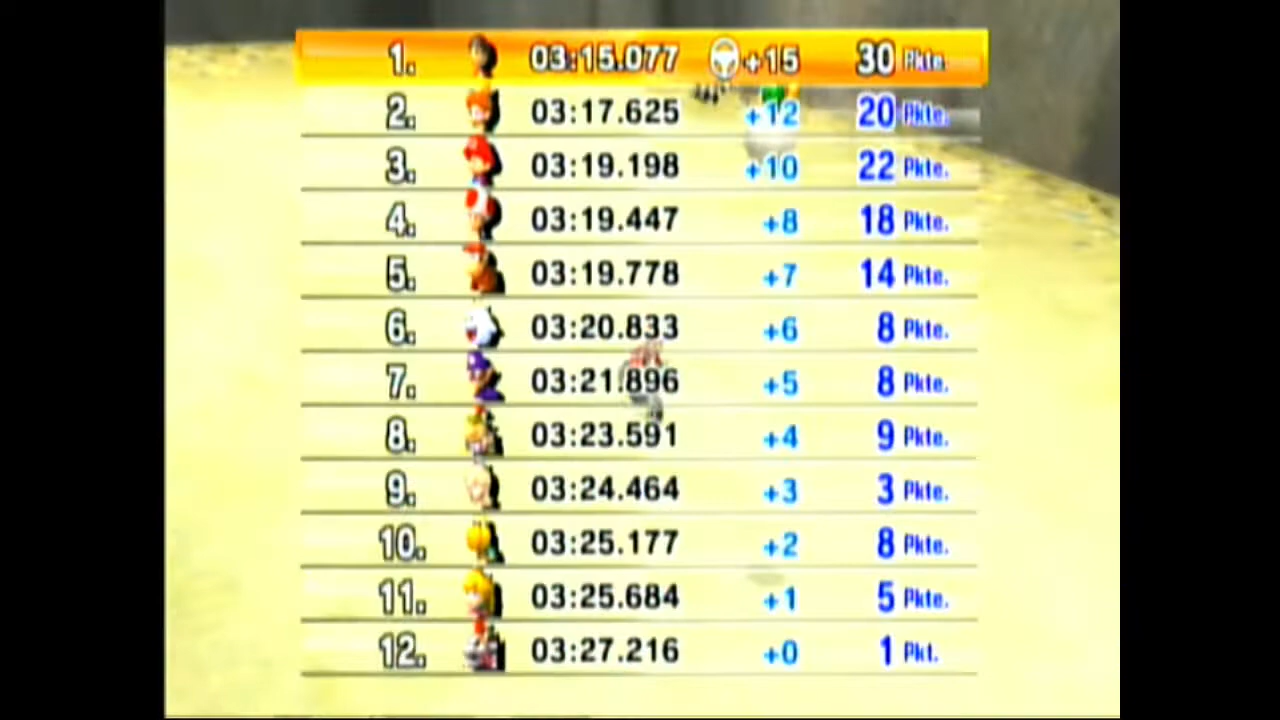 1. 03:15.077 +15 30 Pkte.
2. 03:17.625 +12 20 Pkte.
3. 03:19.198 +10 22 Pkte.
4. 03:19.447 +8 18 Pkte.
5. 03:19.778 +7 14 Pkte.
6. 03:20.833 +6 8 Pkte.
7. 03:21.896 +5 8 Pkte.
8. 03:23.591 +4 9 Pkte.
9. 03:24.464 +3 3 Pkte.
10. 03:25.177 +2 8 Pkte.
11. 03:25.684 +1 5 Pkte.
12. 03:27.216 +0 1 Pkt.